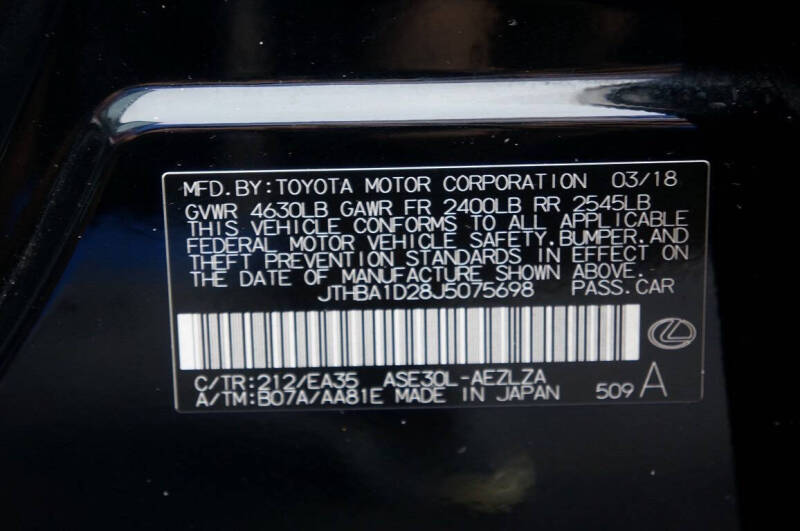 MFD.BY:TOYOTA MOTOR CORPORATION 03/18
GVWR 4630LB GAWR FR 2400LB RR 2545LB
THIS VEHICLE CONFORMS TO ALL APPLICABLE
FEDERAL MOTOR VEHICLE SAFETY,BUMPER,AND
THEFT PREVENTION STANDARDS IN EFFECT ON
THE DATE OF MANUFACTURE SHOWN ABOVE.
JTHBA1D28J5075698 PASS.CAR
C/TR:212/EA35 ASE30L-AEZLZA
A/TM:B07A/AA81E MADE IN JAPAN 509 A